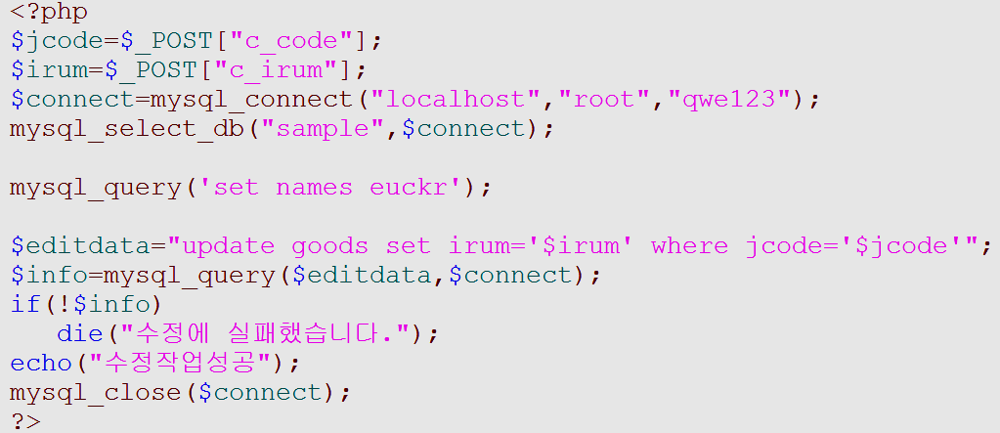 <?php
$jcode=$_POST["c_code"];
$irum=$_POST["c_irum"];
$connect=mysql_connect("localhost","root","qwe123");
mysql_select_db("sample",$connect);
mysql_query('set names euckr');
$editdata="update goods set irum='$irum' where jcode='$jcode'";
$info=mysql_query($editdata,$connect);
if(!$info)
   die("수정에 실패했습니다.");
echo("수정작업성공");
mysql_close($connect);
?>